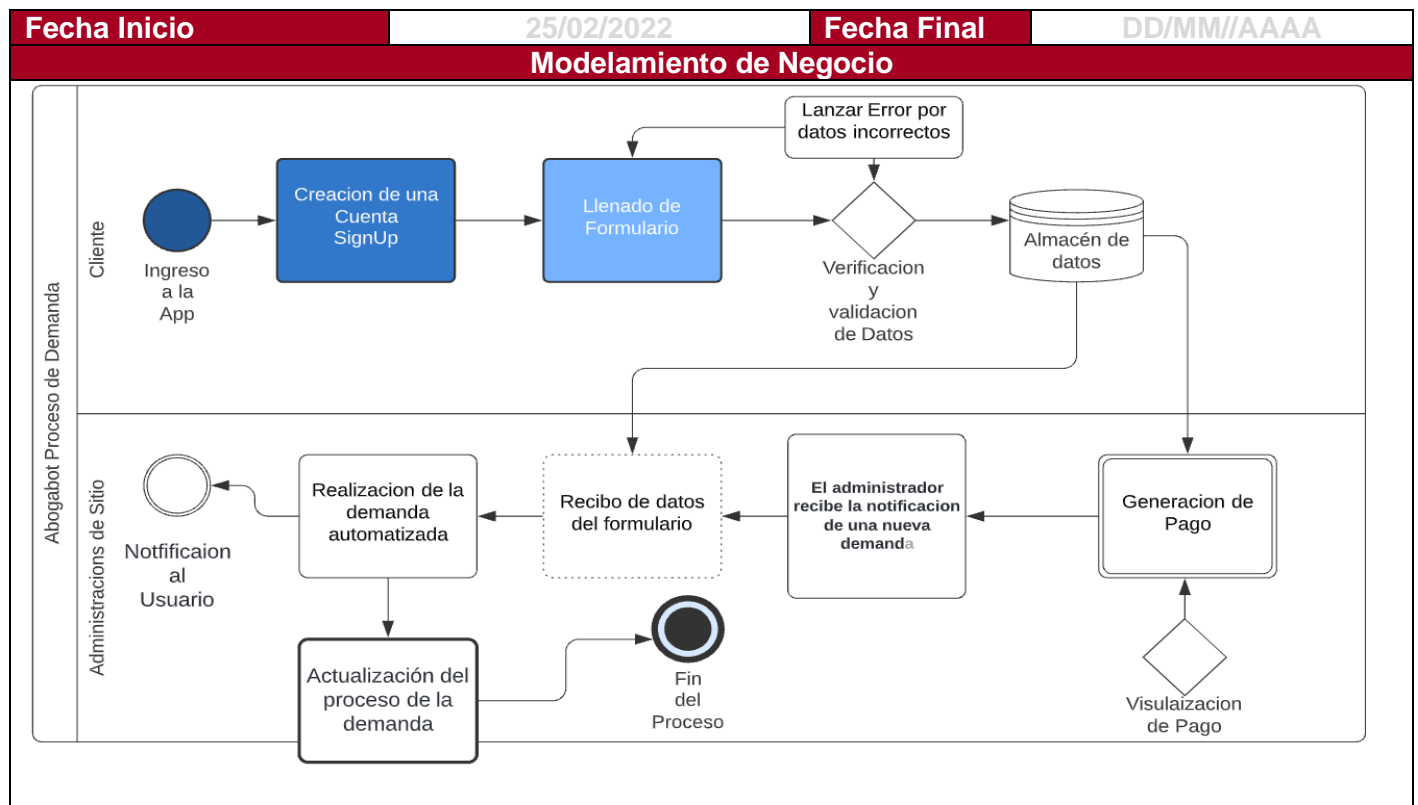 Fecha Inicio
25/02/2022
Fecha Final
DD/MM//AAAA
Modelamiento de Negocio
Abogabot Proceso de Demanda
Cliente
Ingreso
a la
App
Creacion de una
Cuenta
SignUp
Llenado de
Formulario
Lanzar Error por
datos incorrectos
Verificacion
y
validacion
de Datos
Almacén de
datos
Administracions de Sitio
Notfificaion
al
Usuario
Realizacion de la
demanda
automatizada
Recibo de datos
del formulario
El administrador
recibe la notificacion
de una nueva
demanda
Generacion de
Pago
Actualización del
proceso de la
demanda
Fin
del
Proceso
Visulaizacion
de Pago